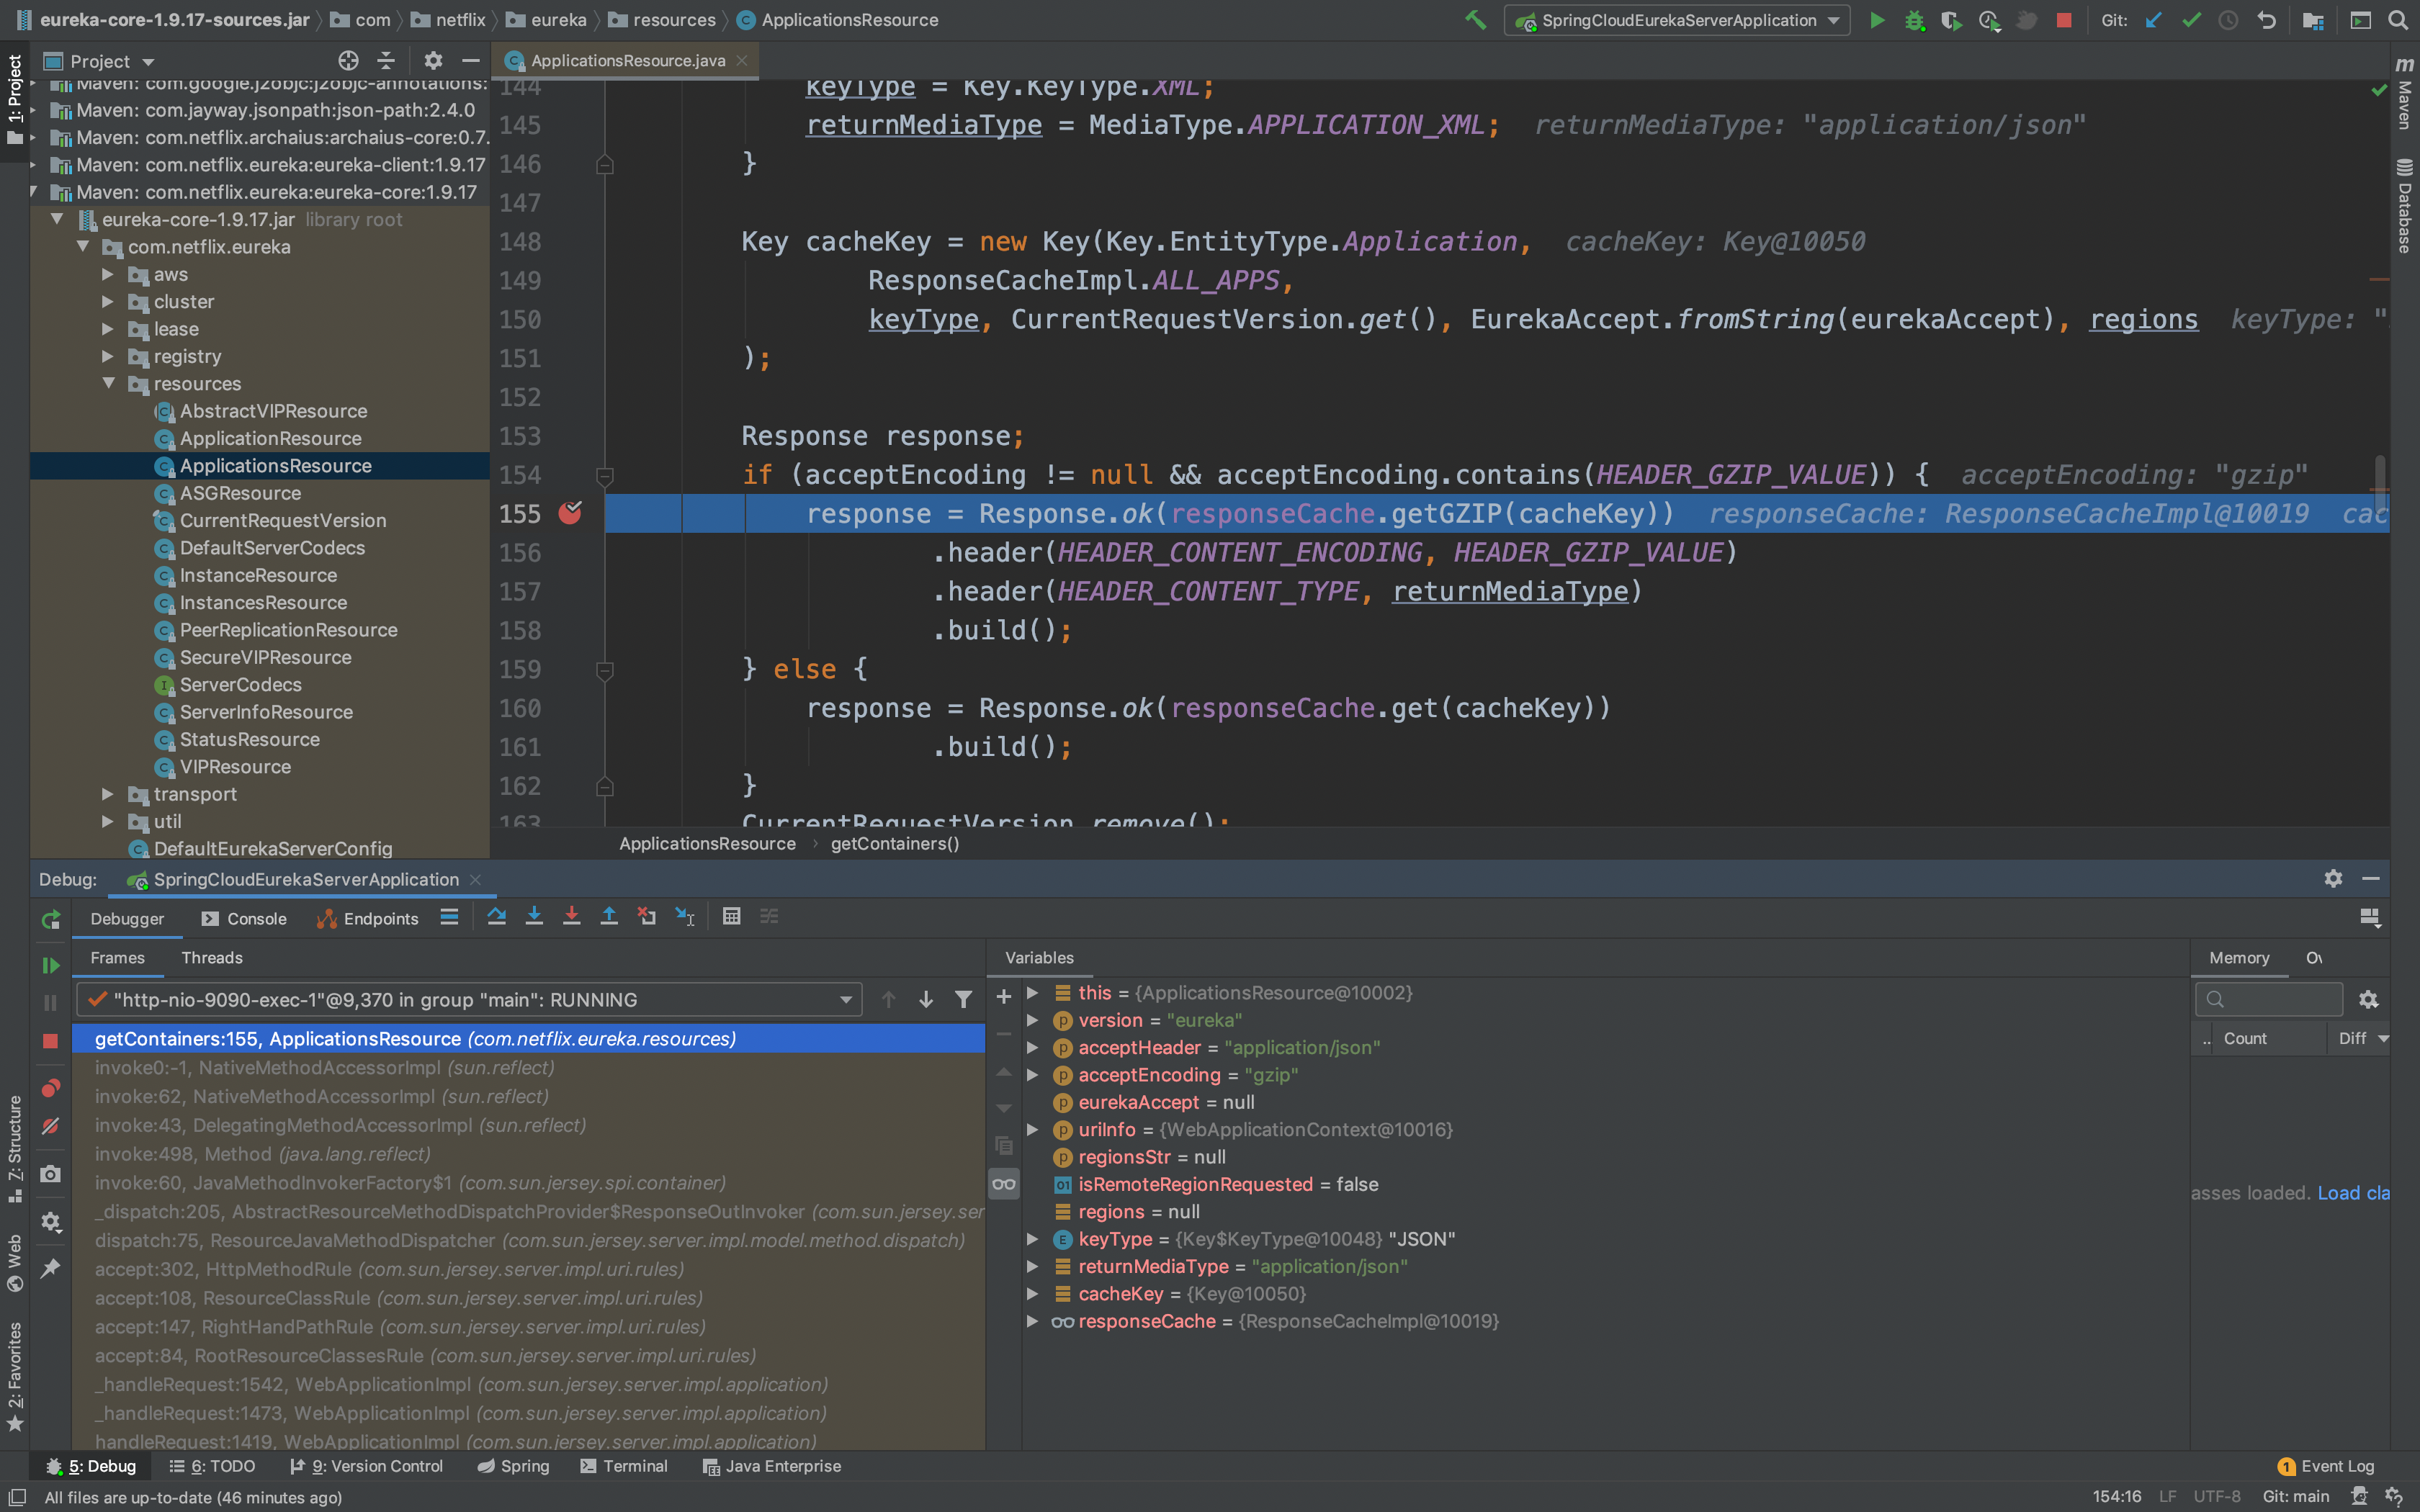 eureka-core-1.9.17-sources.jar com netflix eureka resources ApplicationsResource
SpringCloudEurekaServerApplication Git:
Project
ApplicationsResource.java
1: Project
Maven: com.google.j2objc:j2objc-annotations:
Maven: com.jayway.jsonpath:json-path:2.4.0
Maven: com.netflix.archaius:archaius-core:0.7.
Maven: com.netflix.eureka:eureka-client:1.9.17
Maven: com.netflix.eureka:eureka-core:1.9.17
eureka-core-1.9.17.jar library root
com.netflix.eureka
aws
cluster
lease
registry
resources
AbstractVIPResource
ApplicationResource
ApplicationsResource
ASGResource
CurrentRequestVersion
DefaultServerCodecs
InstanceResource
InstancesResource
PeerReplicationResource
SecureVIPResource
ServerCodecs
ServerInfoResource
StatusResource
VIPResource
transport
util
DefaultEurekaServerConfig
144 keyType = Key.KeyType.XML;
145 returnMediaType = MediaType.APPLICATION_XML; returnMediaType: "application/json"
146 }
147
148 Key cacheKey = new Key(Key.EntityType.Application, cacheKey: Key@10050
149 ResponseCacheImpl.ALL_APPS,
150 keyType, CurrentRequestVersion.get(), EurekaAccept.fromString(eurekaAccept), regions keyType: "
151 );
152
153 Response response;
154 if (acceptEncoding != null && acceptEncoding.contains(HEADER_GZIP_VALUE)) { acceptEncoding: "gzip"
155 response = Response.ok(responseCache.getGZIP(cacheKey)) responseCache: ResponseCacheImpl@10019 cac
156 .header(HEADER_CONTENT_ENCODING, HEADER_GZIP_VALUE)
157 .header(HEADER_CONTENT_TYPE, returnMediaType)
158 .build();
159 } else {
160 response = Response.ok(responseCache.get(cacheKey))
161 .build();
162 }
163 CurrentRequestVersion.remove();
ApplicationsResource getContainers()
Maven
Database
Debug: SpringCloudEurekaServerApplication
Debugger Console Endpoints
Frames Threads
"http-nio-9090-exec-1"@9,370 in group "main": RUNNING
getContainers:155, ApplicationsResource (com.netflix.eureka.resources)
invoke0:-1, NativeMethodAccessorImpl (sun.reflect)
invoke:62, NativeMethodAccessorImpl (sun.reflect)
invoke:43, DelegatingMethodAccessorImpl (sun.reflect)
invoke:498, Method (java.lang.reflect)
invoke:60, JavaMethodInvokerFactory$1 (com.sun.jersey.spi.container)
_dispatch:205, AbstractResourceMethodDispatchProvider$ResponseOutInvoker (com.sun.jersey.ser
dispatch:75, ResourceJavaMethodDispatcher (com.sun.jersey.server.impl.model.method.dispatch)
accept:302, HttpMethodRule (com.sun.jersey.server.impl.uri.rules)
accept:108, ResourceClassRule (com.sun.jersey.server.impl.uri.rules)
accept:147, RightHandPathRule (com.sun.jersey.server.impl.uri.rules)
accept:84, RootResourceClassesRule (com.sun.jersey.server.impl.uri.rules)
_handleRequest:1542, WebApplicationImpl (com.sun.jersey.server.impl.application)
_handleRequest:1473, WebApplicationImpl (com.sun.jersey.server.impl.application)
handleRequest:1419, WebApplicationImpl (com.sun.jersey.server.impl.application)
Variables
this = {ApplicationsResource@10002}
version = "eureka"
acceptHeader = "application/json"
acceptEncoding = "gzip"
eurekaAccept = null
uriInfo = {WebApplicationContext@10016}
regionsStr = null
isRemoteRegionRequested = false
regions = null
keyType = {Key$KeyType@10048} "JSON"
returnMediaType = "application/json"
cacheKey = {Key@10050}
responseCache = {ResponseCacheImpl@10019}
Memory Ov
.. Count Diff
asses loaded. Load cla
7: Structure
Web
2: Favorites
5: Debug 6: TODO 9: Version Control Spring Terminal Java Enterprise 1 Event Log
All files are up-to-date (46 minutes ago) 154:16 LF UTF-8 Git: main